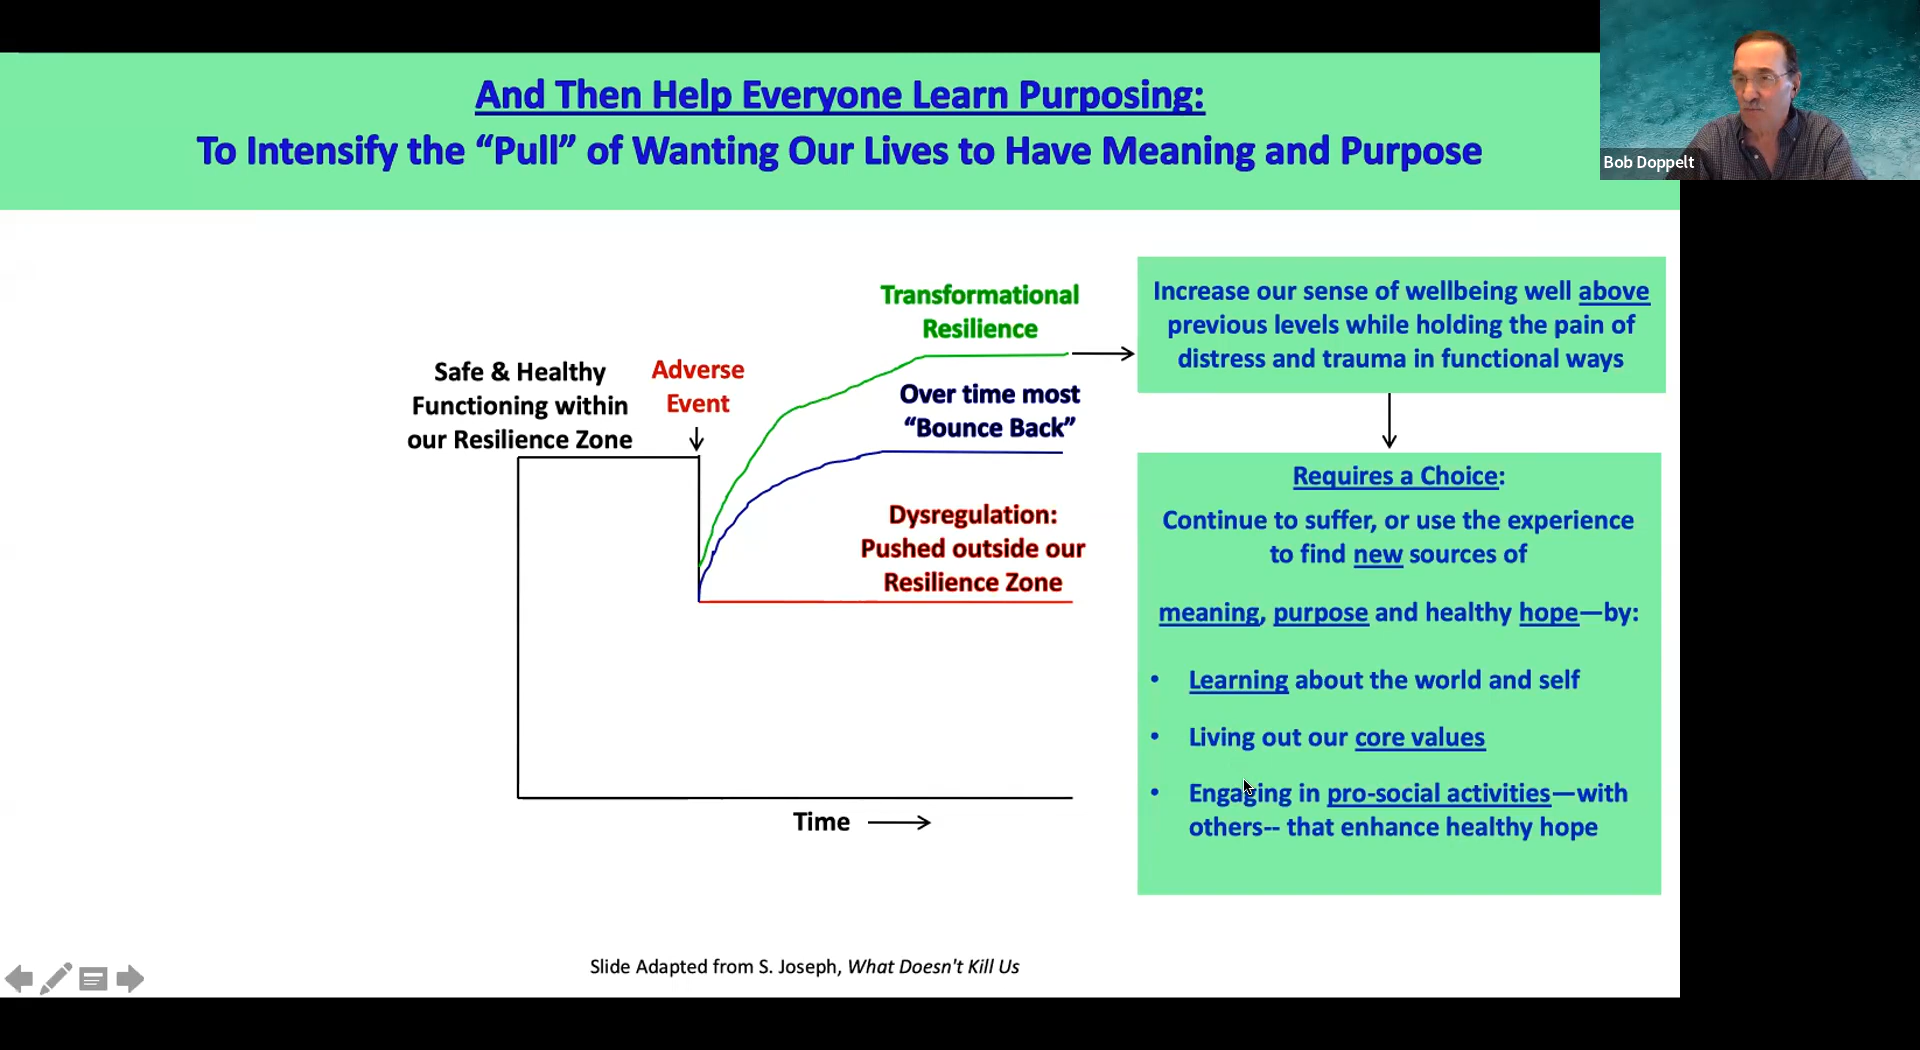 And Then Help Everyone Learn Purposing:
To Intensify the “Pull” of Wanting Our Lives to Have Meaning and Purpose
Bob Doppelt
Safe & Healthy
Functioning within
our Resilience Zone
Adverse
Event
Transformational
Resilience
Over time most
“Bounce Back”
Dysregulation:
Pushed outside our
Resilience Zone
Time
Increase our sense of wellbeing well above
previous levels while holding the pain of
distress and trauma in functional ways
Requires a Choice:
Continue to suffer, or use the experience
to find new sources of
meaning, purpose and healthy hope—by:
• Learning about the world and self
• Living out our core values
• Engaging in pro-social activities—with
others-- that enhance healthy hope
Slide Adapted from S. Joseph, What Doesn't Kill Us